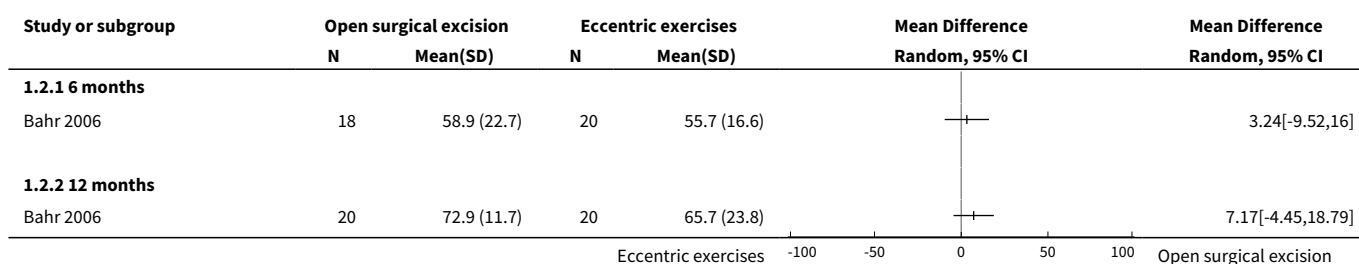 Study or subgroup Open surgical excision Eccentric exercises Mean Difference Mean Difference
N Mean(SD) N Mean(SD) Random, 95% CI Random, 95% CI
1.2.1 6 months
Bahr 2006 18 58.9 (22.7) 20 55.7 (16.6) 3.24[-9.52,16]
1.2.2 12 months
Bahr 2006 20 72.9 (11.7) 20 65.7 (23.8) 7.17[-4.45,18.79]
Eccentric exercises -100 -50 0 50 100 Open surgical excision